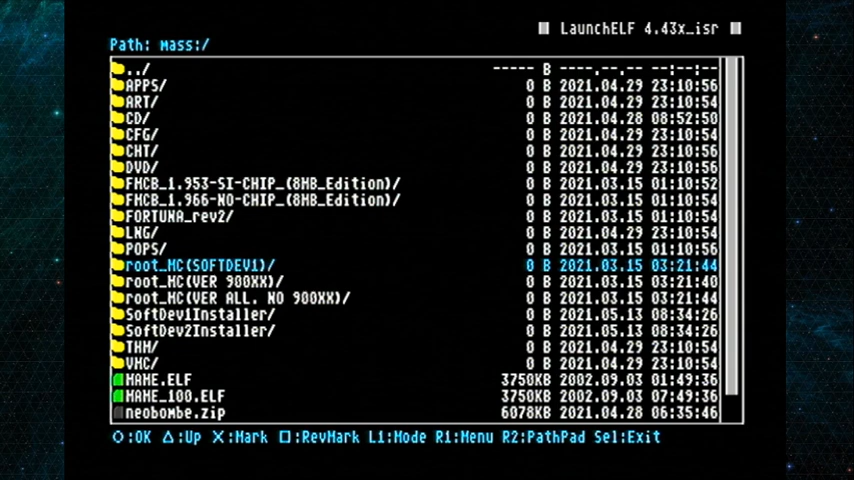 LaunchELF 4.43x_isr
Path: mass:/
../ ----- B ----.--.-- --:--:--
APPS/ 0 B 2021.04.29 23:10:56
ART/ 0 B 2021.04.29 23:10:54
CD/ 0 B 2021.04.28 08:52:50
CFG/ 0 B 2021.04.29 23:10:54
CHT/ 0 B 2021.04.29 23:10:54
DVD/ 0 B 2021.04.29 23:10:54
FMCB_1.953-SI-CHIP_(8MB_Edition)/ 0 B 2021.03.15 01:10:52
FMCB_1.966-NO-CHIP_(8MB_Edition)/ 0 B 2021.03.15 01:10:54
FORTUNA_rev2/ 0 B 2021.03.15 01:10:54
LNG/ 0 B 2021.04.29 23:10:54
POPS/ 0 B 2021.03.15 01:10:56
root_MC(SOFTDEV1)/ 0 B 2021.03.15 03:21:44
root_MC(VER 900XX)/ 0 B 2021.03.15 03:21:40
root_MC(VER ALL. NO 900XX)/ 0 B 2021.03.15 03:21:44
SoftDev1Installer/ 0 B 2021.05.13 08:34:26
SoftDev2Installer/ 0 B 2021.05.13 08:34:26
THM/ 0 B 2021.04.29 23:10:54
VMC/ 0 B 2021.04.29 23:10:54
MAME.ELF 3750KB 2002.09.03 01:49:36
MAME_100.ELF 3750KB 2002.09.03 07:49:36
neobombe.zip 6078KB 2021.04.28 06:35:46
○:OK △:Up ✕:Mark □:RevMark L1:Mode R1:Menu R2:PathPad Sel:Exit